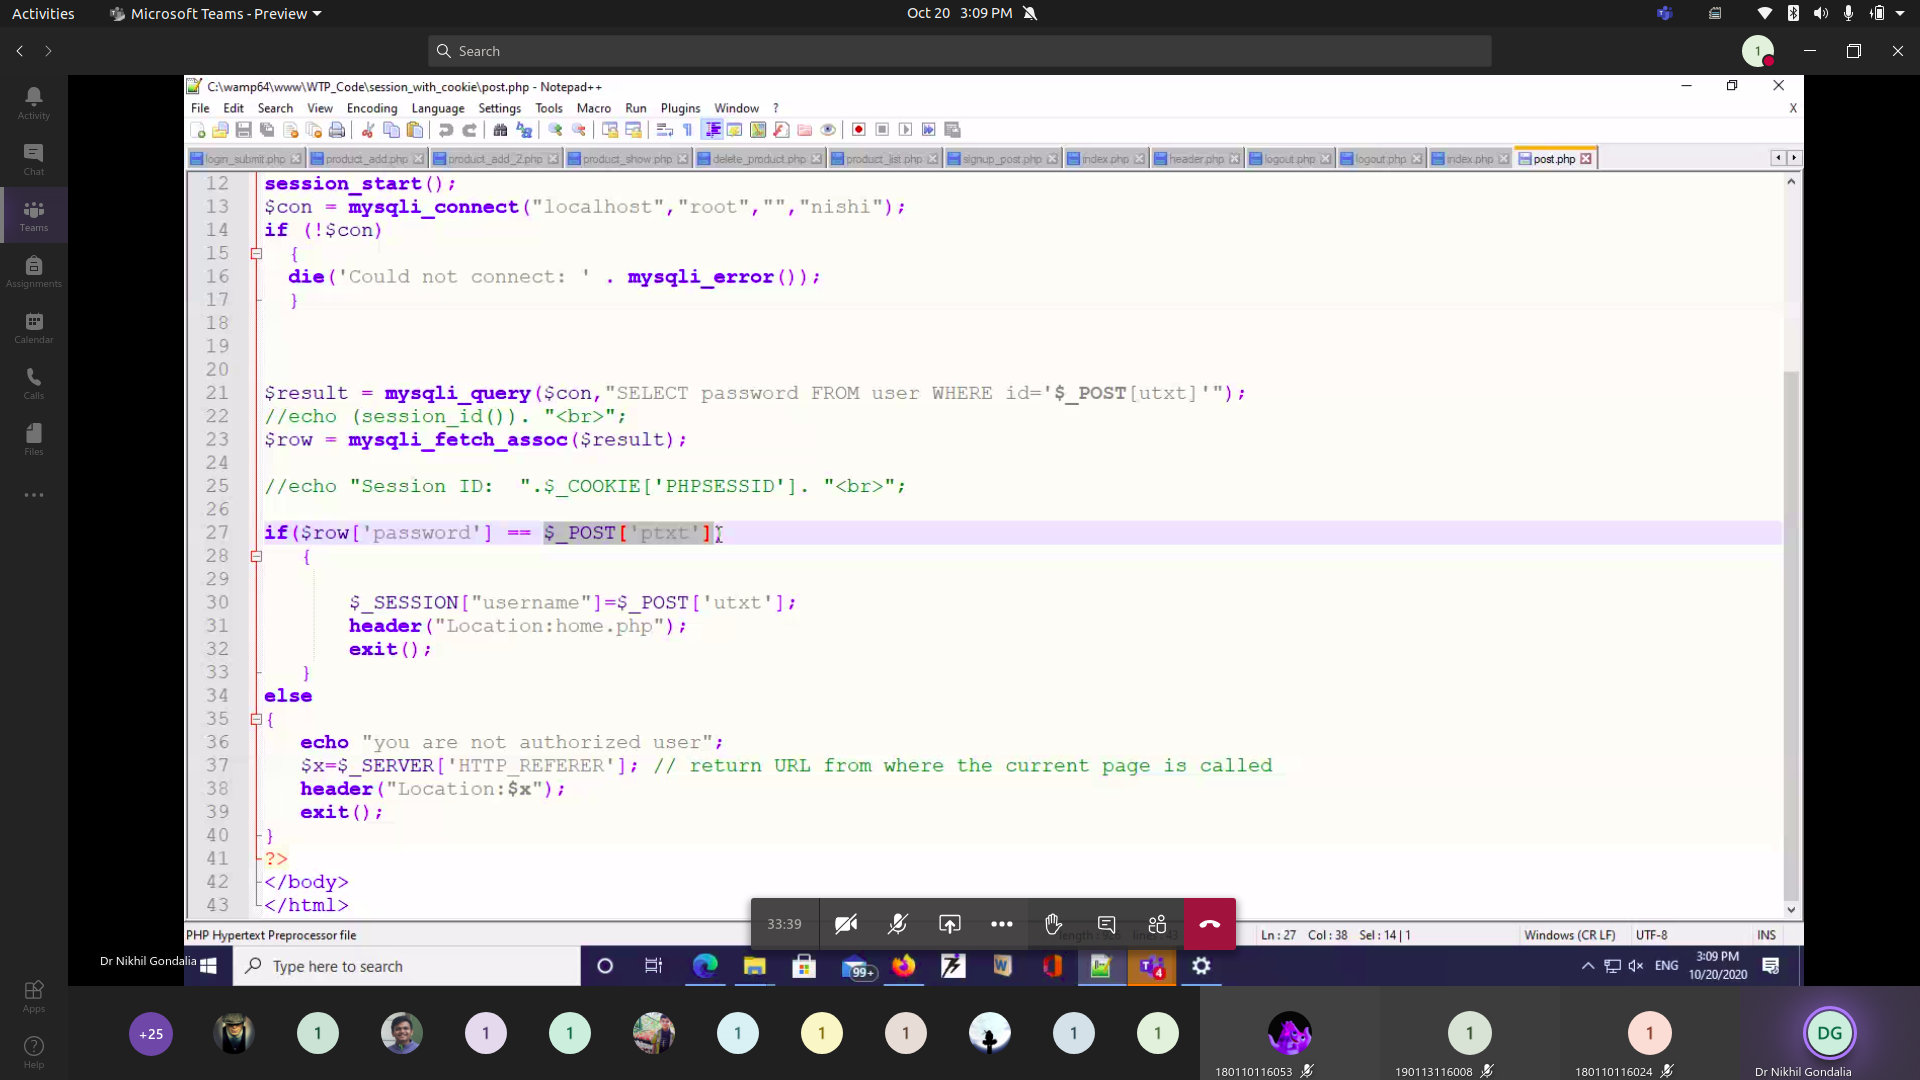 Activities
Microsoft Teams - Preview
Oct 20 3:09 PM
Search
1
Activity
Chat
Teams
Assignments
Calendar
Calls
Files
Apps
Help
C:\wamp64\www\WTP_Code\session_with_cookie\post.php - Notepad++
File Edit Search View Encoding Language Settings Tools Macro Run Plugins Window ?
X
login_submit.php product_add.php product_add_2.php product_show.php delete_product.php product_list.php signup_post.php index.php header.php logout.php logout.php index.php post.php
12 session_start();
13 $con = mysqli_connect("localhost","root","","nishi");
14 if (!$con)
15 {
16 die('Could not connect: ' . mysqli_error());
17 }
18
19
20
21 $result = mysqli_query($con,"SELECT password FROM user WHERE id='$_POST[utxt]'");
22 //echo (session_id()). "<br>";
23 $row = mysqli_fetch_assoc($result);
24
25 //echo "Session ID: ".$_COOKIE['PHPSESSID']. "<br>";
26
27 if($row['password'] == $_POST['ptxt'])
28 {
29
30 $_SESSION["username"]=$_POST['utxt'];
31 header("Location:home.php");
32 exit();
33 }
34 else
35 {
36 echo "you are not authorized user";
37 $x=$_SERVER['HTTP_REFERER']; // return URL from where the current page is called
38 header("Location:$x");
39 exit();
40 }
41 ?>
42 </body>
43 </html>
33:39
PHP Hypertext Preprocessor file
Ln : 27 Col : 38 Sel : 14 | 1
Windows (CR LF) UTF-8 INS
Dr Nikhil Gondalia
Type here to search
99+
4
ENG
3:09 PM
10/20/2020
+25
1
1
1
1
1
1
1
1
1
1
DG
180110116053
190113116008
180110116024
Dr Nikhil Gondalia